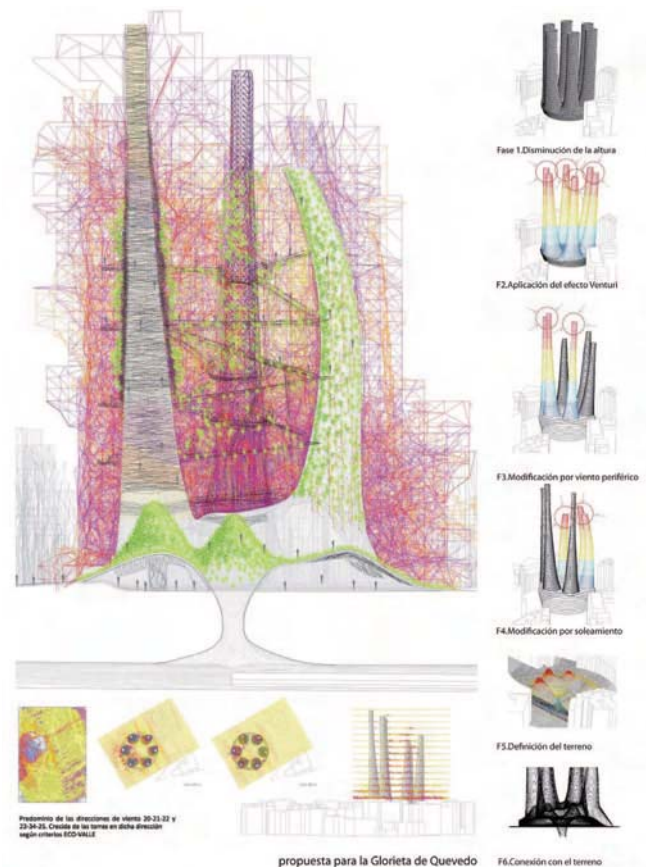 Fase 1.Disminución de la altura
F2.Aplicación del efecto Venturi
F3.Modificación por viento periférico
F4.Modificación por soleamiento
F5.Definición del terreno
Predominio de las direcciones de viento 20-21-22 y
23-34-25. Crecida de las torres en dicha dirección
según criterios ECO-VALLE
propuesta para la Glorieta de Quevedo
F6.Conexión con el terreno